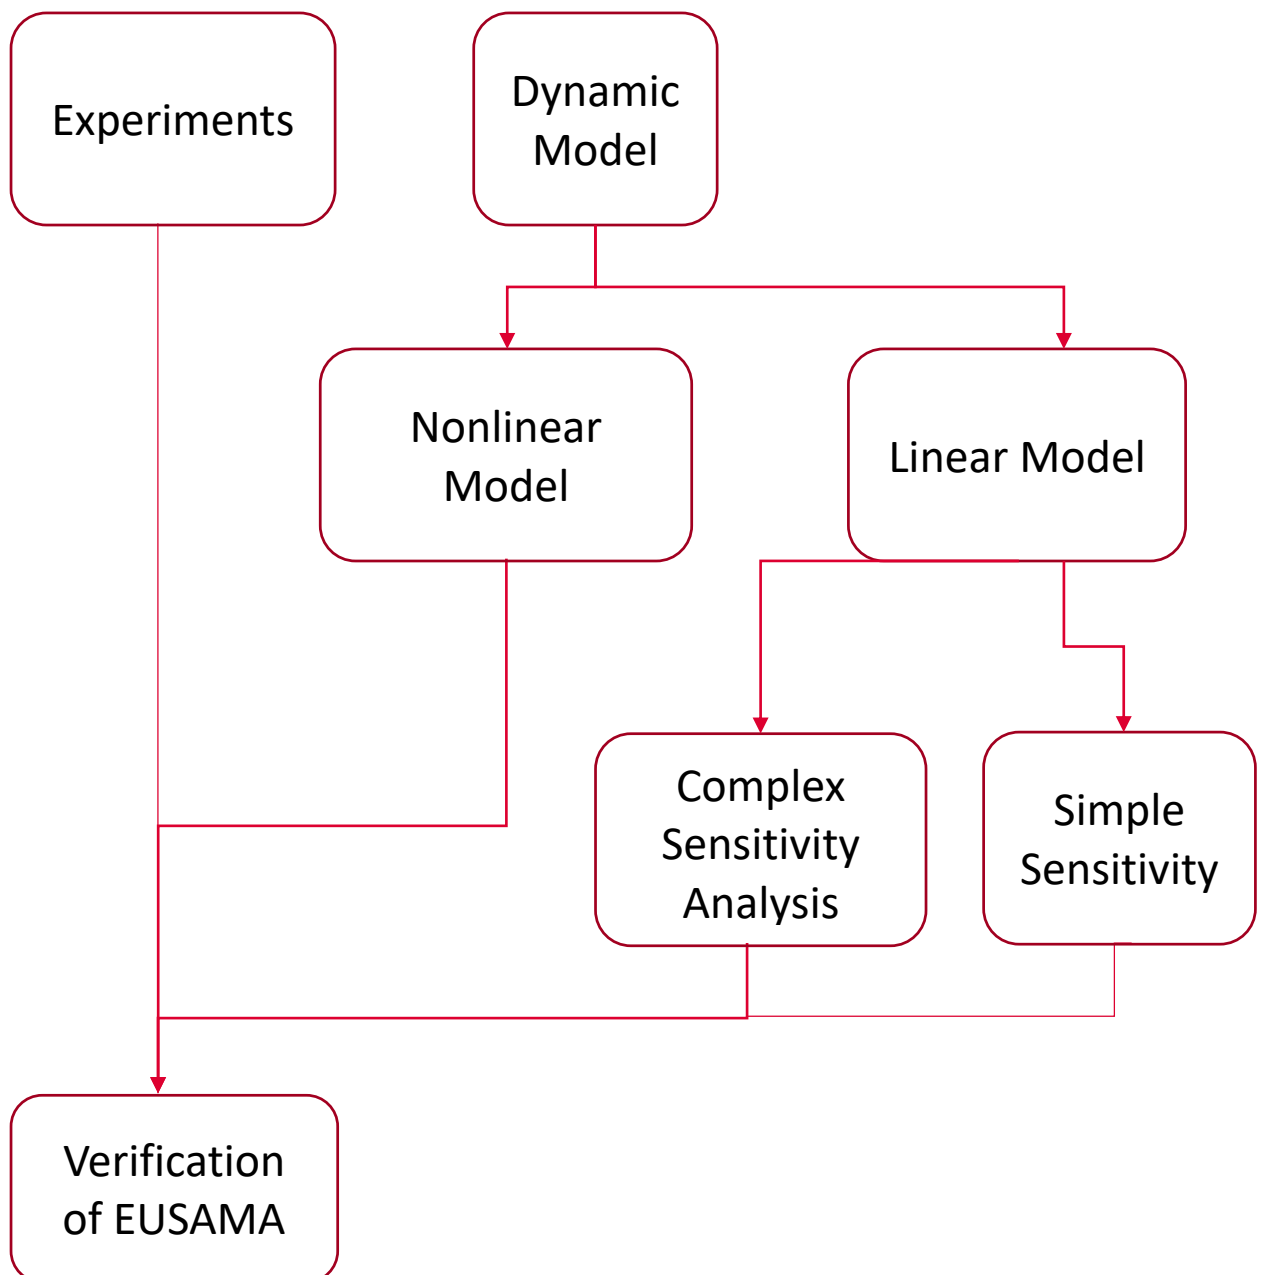 Experiments
Dynamic
Model
Nonlinear
Model
Linear Model
Complex
Sensitivity
Analysis
Simple
Sensitivity
Verification
of EUSAMA